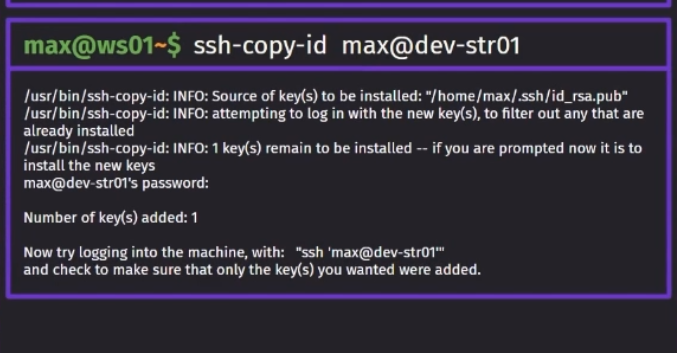 max@ws01~$ ssh-copy-id max@dev-str01
/usr/bin/ssh-copy-id: INFO: Source of key(s) to be installed: "/home/max/.ssh/id_rsa.pub"
/usr/bin/ssh-copy-id: INFO: attempting to log in with the new key(s), to filter out any that are
already installed
/usr/bin/ssh-copy-id: INFO: 1 key(s) remain to be installed -- if you are prompted now it is to
install the new keys
max@dev-str01's password:
Number of key(s) added: 1
Now try logging into the machine, with: "ssh 'max@dev-str01'"
and check to make sure that only the key(s) you wanted were added.